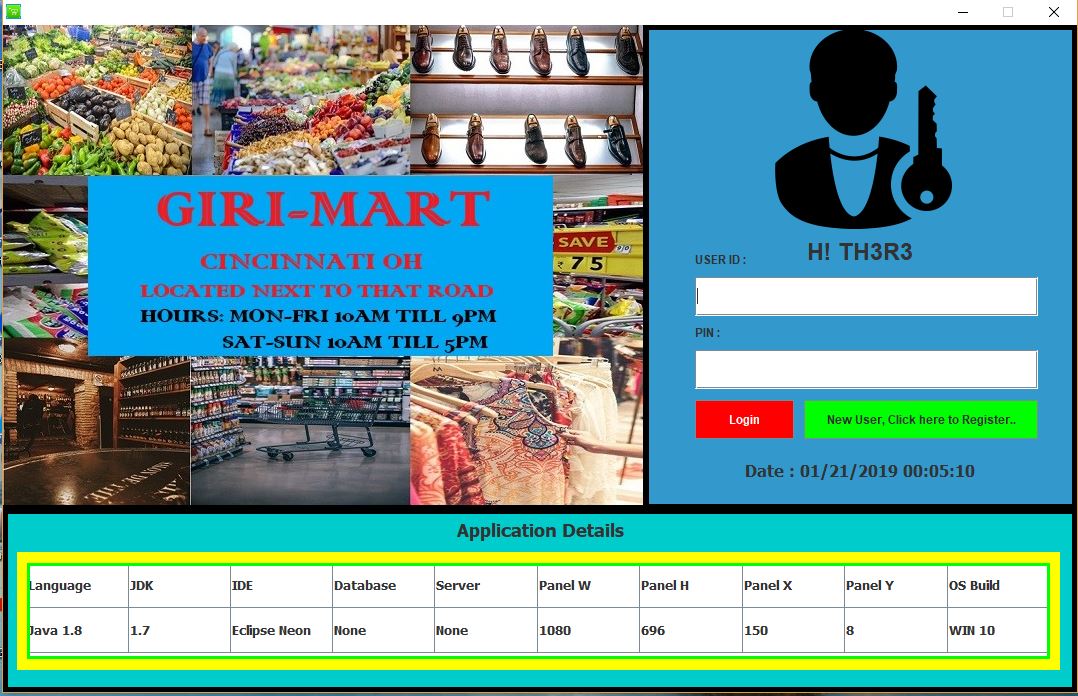 GIRI-MART
CINCINNATI OH
LOCATED NEXT TO THAT ROAD
HOURS: MON-FRI 10AM TILL 9PM
SAT-SUN 10AM TILL 5PM
SAVE
75
H! TH3R3
USER ID :
PIN :
Login
New User, Click here to Register..
Date : 01/21/2019 00:05:10
Application Details
Language JDK IDE Database Server Panel W Panel H Panel X Panel Y OS Build
Java 1.8 1.7 Eclipse Neon None None 1080 696 150 8 WIN 10